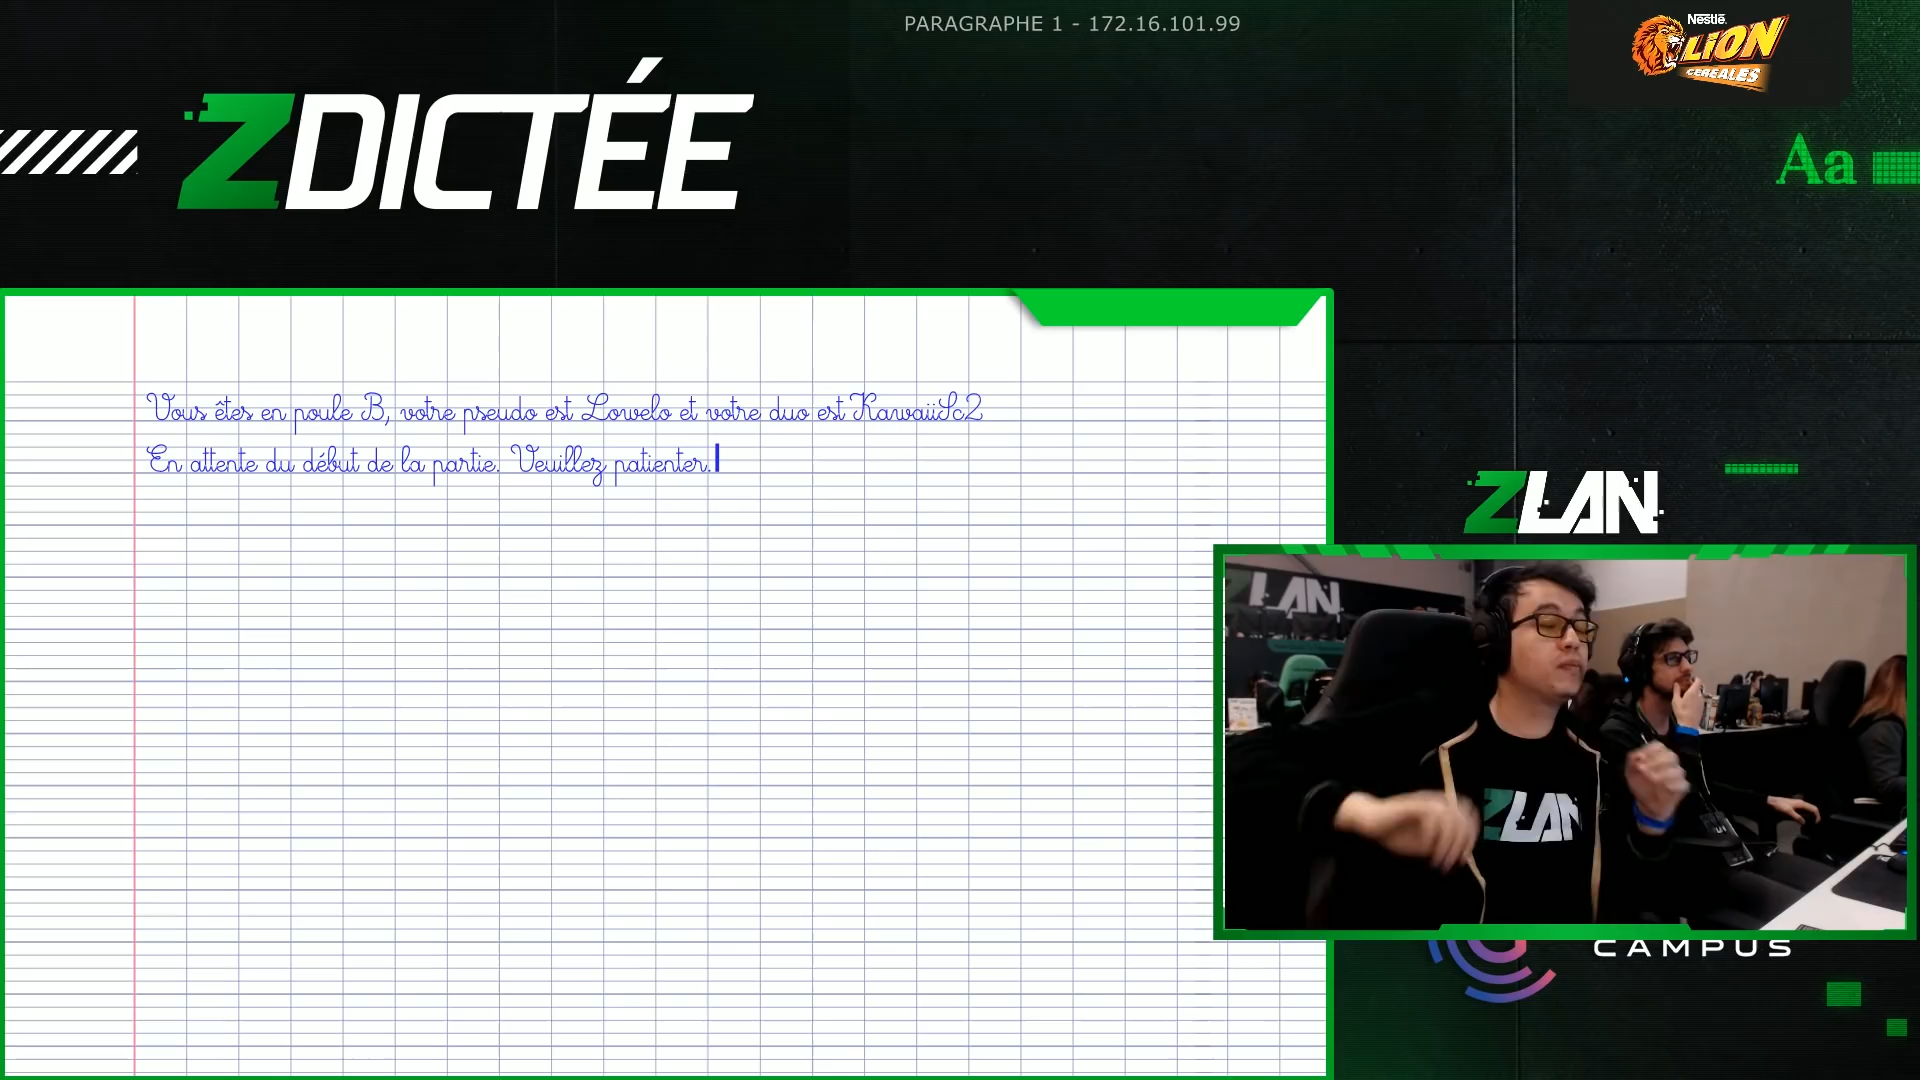 PARAGRAPHE 1 - 172.16.101.99
Nestlé
LION
CEREALES
ZDICTÉE
Aa
Vous êtes en poule B, votre pseudo est Lowelo et votre duo est KawaiiSc2
En attente du début de la partie. Veuillez patienter.
ZLAN
ZLAN
ZLAN
CAMPUS